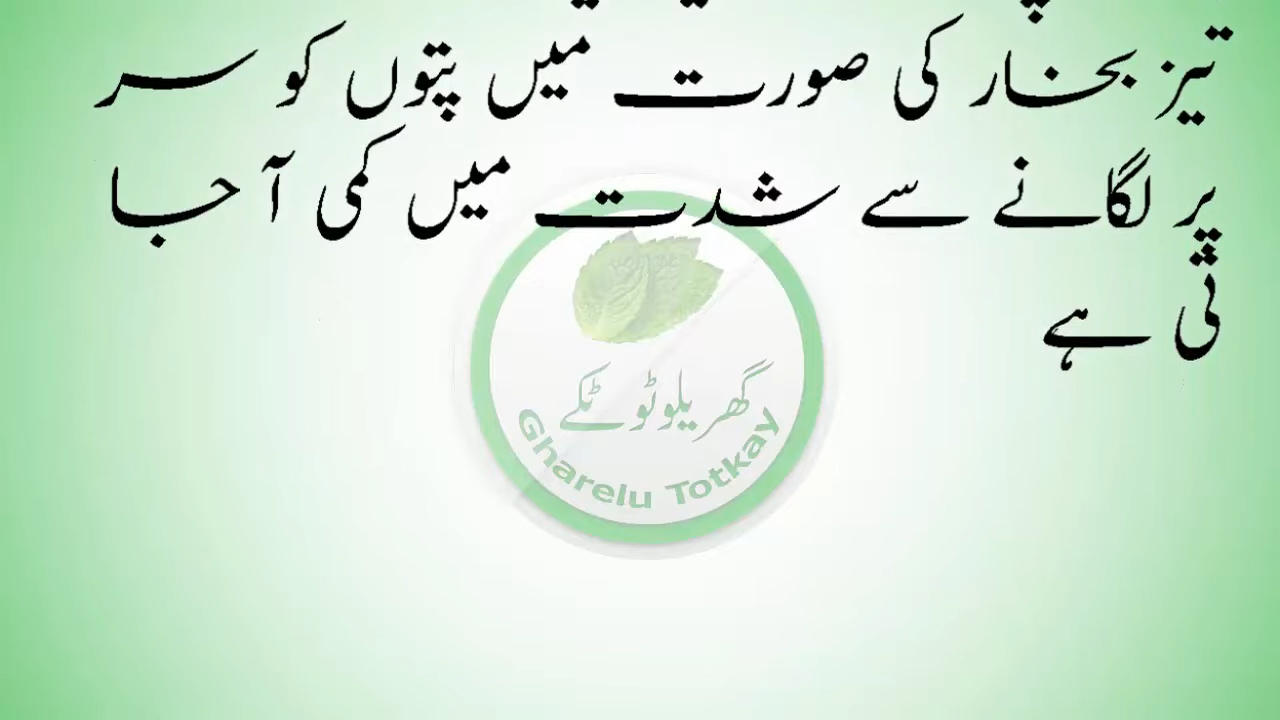 تیز بخار کی صورت میں پتوں کو سر
پر لگانے سے شدت میں کمی آ جا
تی ہے
گھریلو ٹوٹکے
Gharelu Totkay